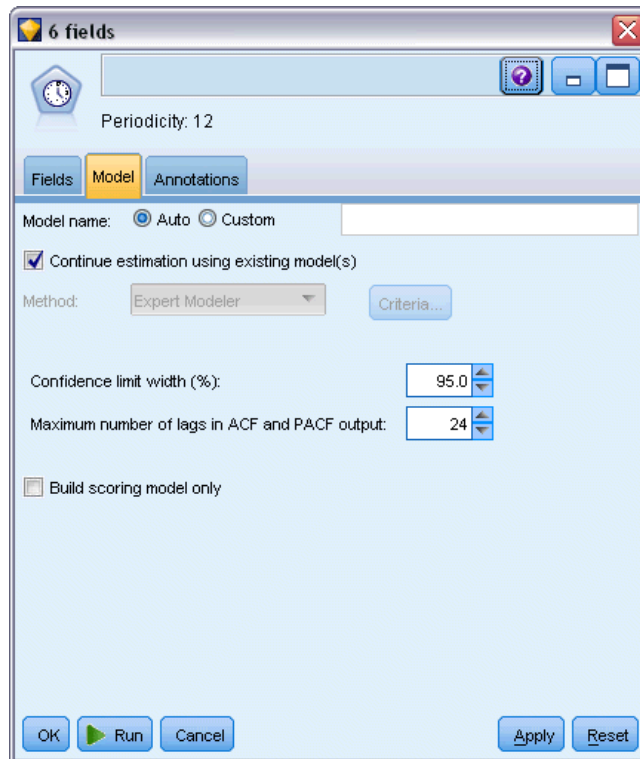 6 fields
Periodicity: 12
Fields Model Annotations
Model name: Auto Custom
Continue estimation using existing model(s)
Method: Expert Modeler Criteria...
Confidence limit width (%): 95.0
Maximum number of lags in ACF and PACF output: 24
Build scoring model only
OK Run Cancel Apply Reset